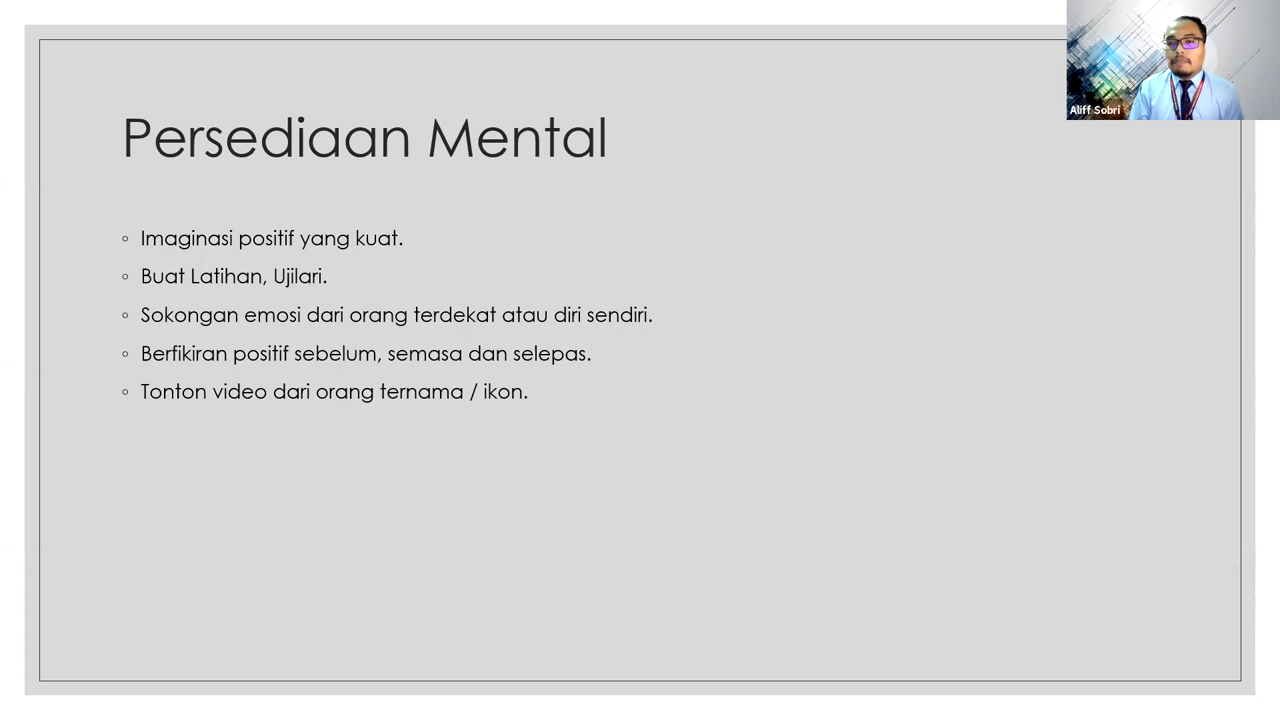 Aliff Sobri
Persediaan Mental
◦ Imaginasi positif yang kuat.
◦ Buat Latihan, Ujilari.
◦ Sokongan emosi dari orang terdekat atau diri sendiri.
◦ Berfikiran positif sebelum, semasa dan selepas.
◦ Tonton video dari orang ternama / ikon.